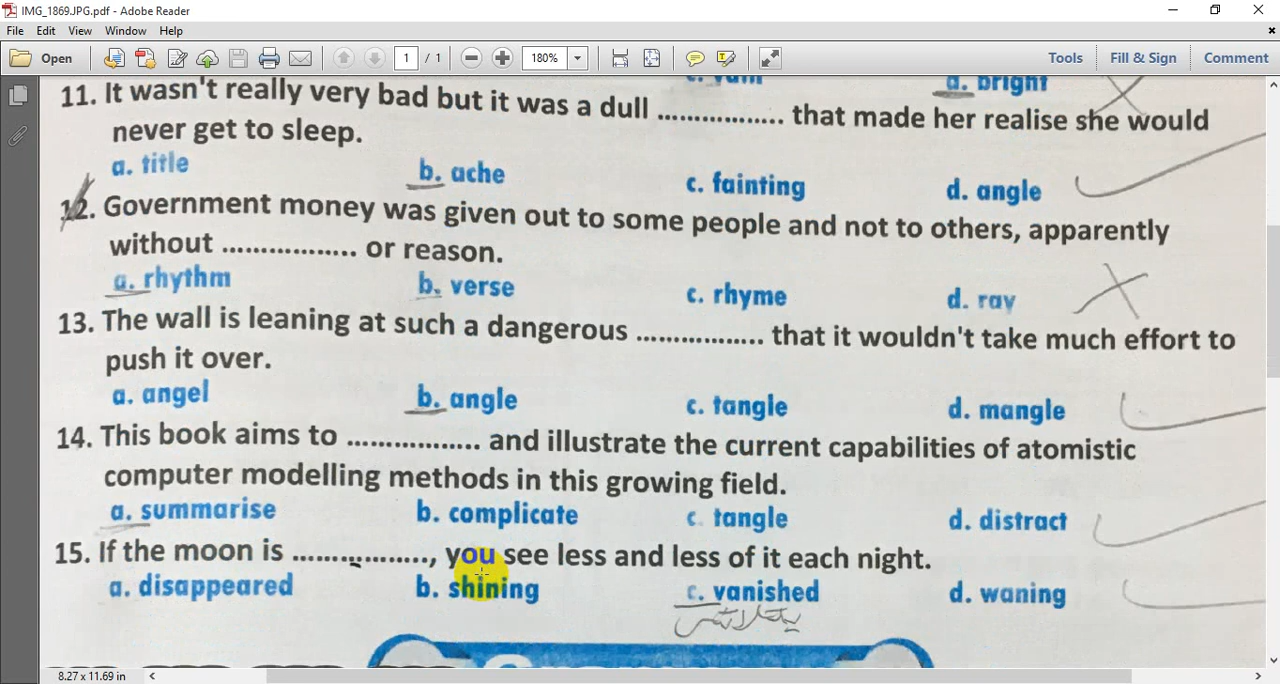 IMG_1869.JPG.pdf - Adobe Reader
File Edit View Window Help
Open 1 / 1 180% Tools Fill & Sign Comment
d. bright
11. It wasn't really very bad but it was a dull ................ that made her realise she would
never get to sleep.
a. title b. ache c. fainting d. angle
12. Government money was given out to some people and not to others, apparently
without ................. or reason.
a. rhythm b. verse c. rhyme d. ray
13. The wall is leaning at such a dangerous ................. that it wouldn't take much effort to
push it over.
a. angel b. angle c. tangle d. mangle
14. This book aims to ................. and illustrate the current capabilities of atomistic
computer modelling methods in this growing field.
a. summarise b. complicate c. tangle d. distract
15. If the moon is ................., you see less and less of it each night.
a. disappeared b. shining c. vanished d. waning
8.27 x 11.69 in